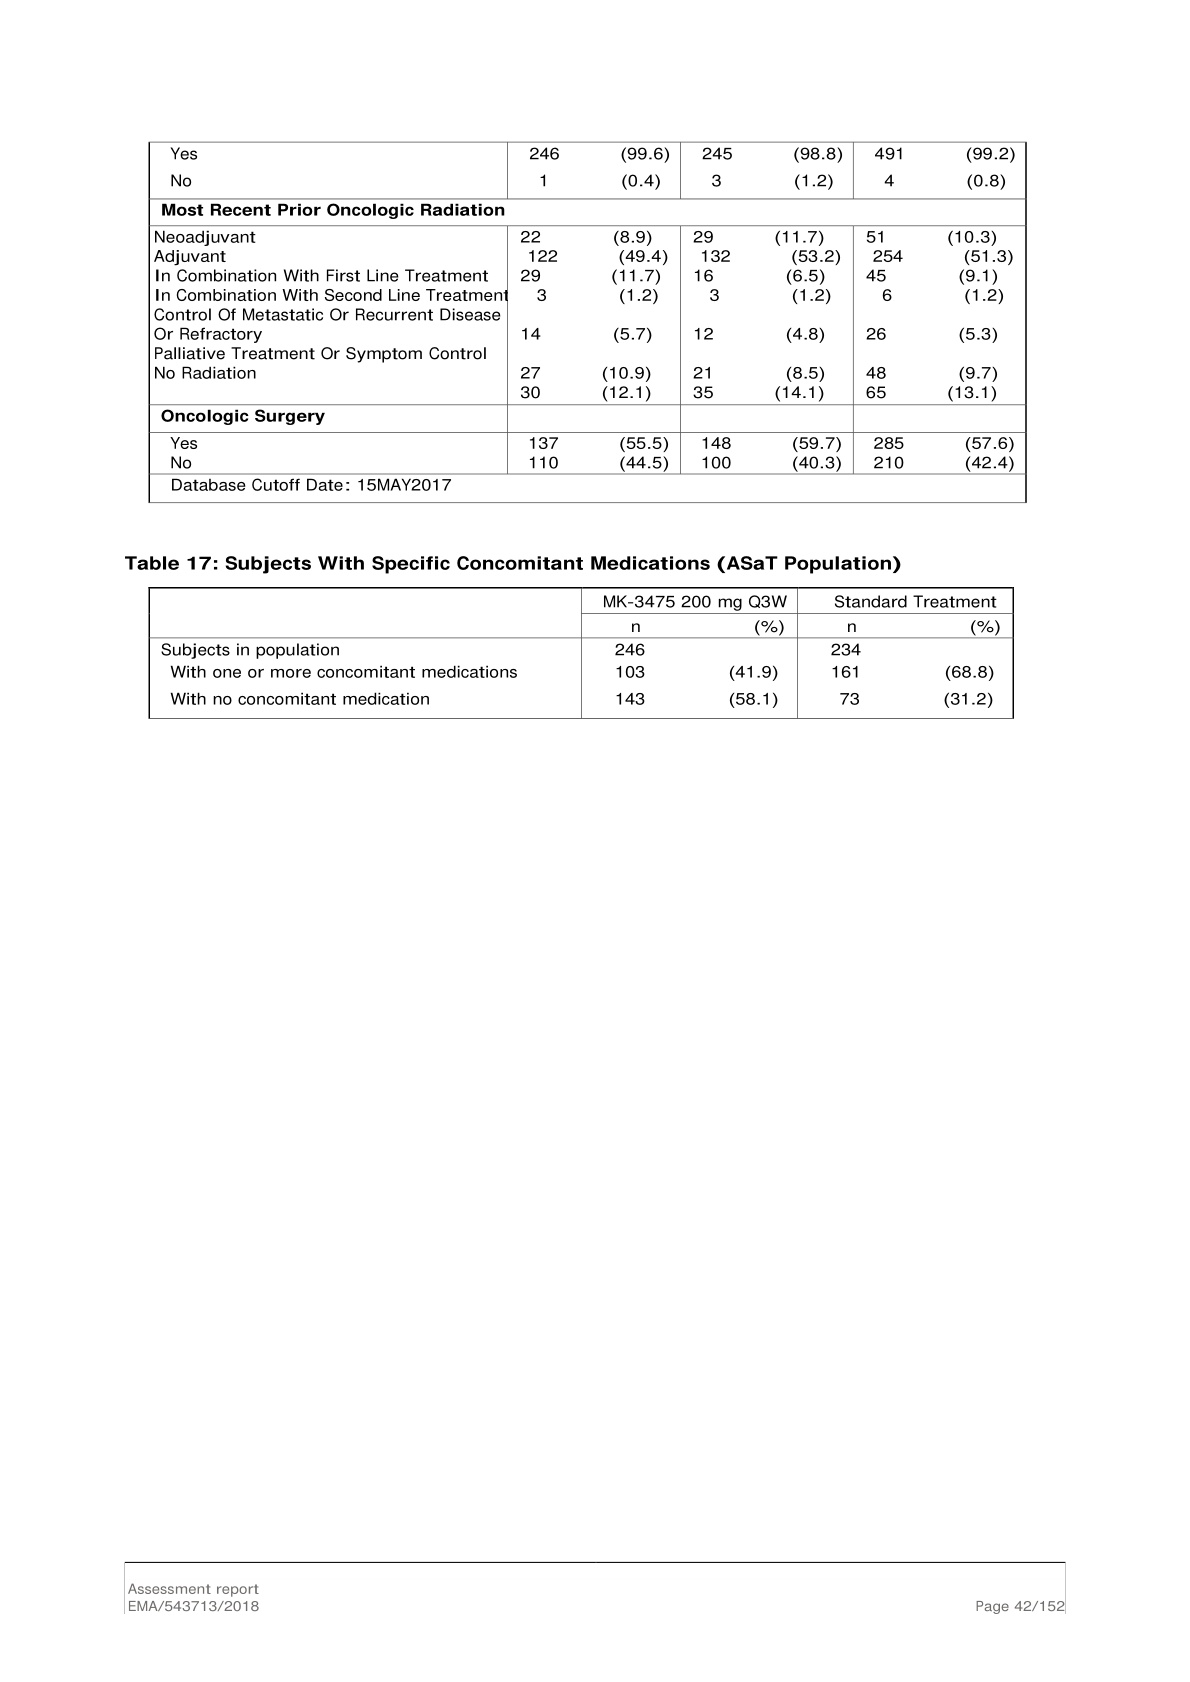 Yes 246 (99.6) 245 (98.8) 491 (99.2)
No 1 (0.4) 3 (1.2) 4 (0.8)
Most Recent Prior Oncologic Radiation
Neoadjuvant 22 (8.9) 29 (11.7) 51 (10.3)
Adjuvant 122 (49.4) 132 (53.2) 254 (51.3)
In Combination With First Line Treatment 29 (11.7) 16 (6.5) 45 (9.1)
In Combination With Second Line Treatment 3 (1.2) 3 (1.2) 6 (1.2)
Control Of Metastatic Or Recurrent Disease
Or Refractory 14 (5.7) 12 (4.8) 26 (5.3)
Palliative Treatment Or Symptom Control
No Radiation 27 (10.9) 21 (8.5) 48 (9.7)
30 (12.1) 35 (14.1) 65 (13.1)
Oncologic Surgery
Yes 137 (55.5) 148 (59.7) 285 (57.6)
No 110 (44.5) 100 (40.3) 210 (42.4)
Database Cutoff Date: 15MAY2017
Table 17: Subjects With Specific Concomitant Medications (ASaT Population)
MK-3475 200 mg Q3W Standard Treatment
n (%) n (%)
Subjects in population 246 234
With one or more concomitant medications 103 (41.9) 161 (68.8)
With no concomitant medication 143 (58.1) 73 (31.2)
Assessment report
EMA/543713/2018 Page 42/152